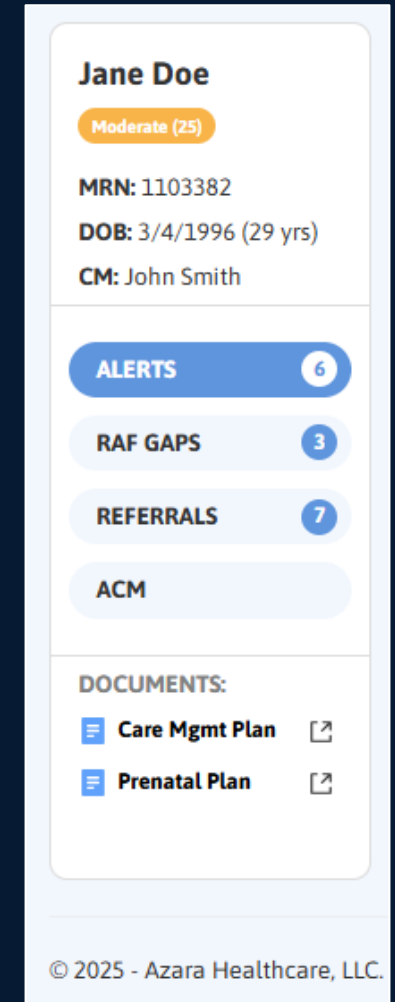 Jane Doe
Moderate (25)
MRN: 1103382
DOB: 3/4/1996 (29 yrs)
CM: John Smith
ALERTS 6
RAF GAPS 3
REFERRALS 7
ACM
DOCUMENTS:
Care Mgmt Plan
Prenatal Plan
© 2025 - Azara Healthcare, LLC.